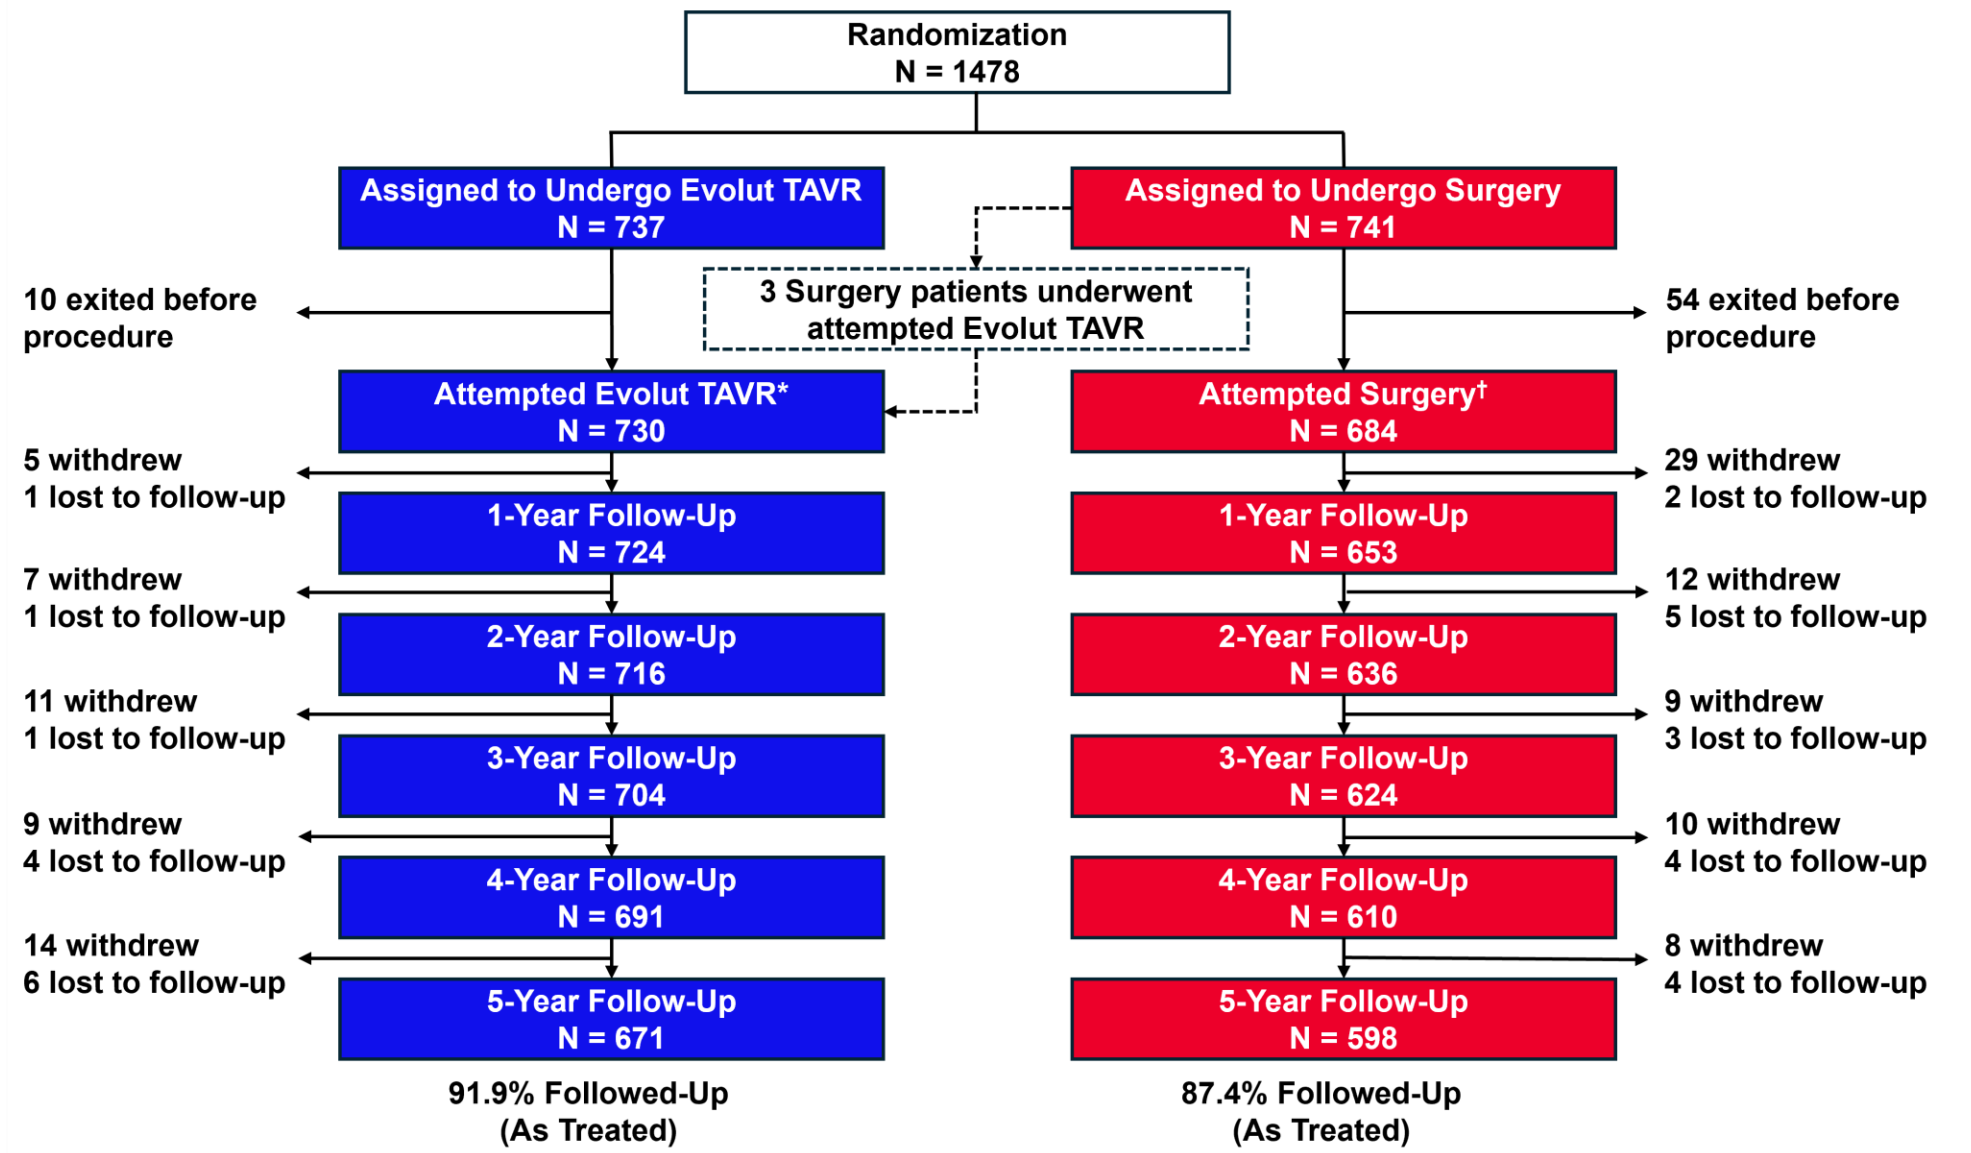 Randomization
N = 1478
Assigned to Undergo Evolut TAVR
N = 737
Assigned to Undergo Surgery
N = 741
10 exited before
procedure
3 Surgery patients underwent
attempted Evolut TAVR
54 exited before
procedure
Attempted Evolut TAVR*
N = 730
Attempted Surgery†
N = 684
5 withdrew
1 lost to follow-up
29 withdrew
2 lost to follow-up
1-Year Follow-Up
N = 724
1-Year Follow-Up
N = 653
7 withdrew
1 lost to follow-up
12 withdrew
5 lost to follow-up
2-Year Follow-Up
N = 716
2-Year Follow-Up
N = 636
11 withdrew
1 lost to follow-up
9 withdrew
3 lost to follow-up
3-Year Follow-Up
N = 704
3-Year Follow-Up
N = 624
9 withdrew
4 lost to follow-up
10 withdrew
4 lost to follow-up
4-Year Follow-Up
N = 691
4-Year Follow-Up
N = 610
14 withdrew
6 lost to follow-up
8 withdrew
4 lost to follow-up
5-Year Follow-Up
N = 671
5-Year Follow-Up
N = 598
91.9% Followed-Up
(As Treated)
87.4% Followed-Up
(As Treated)